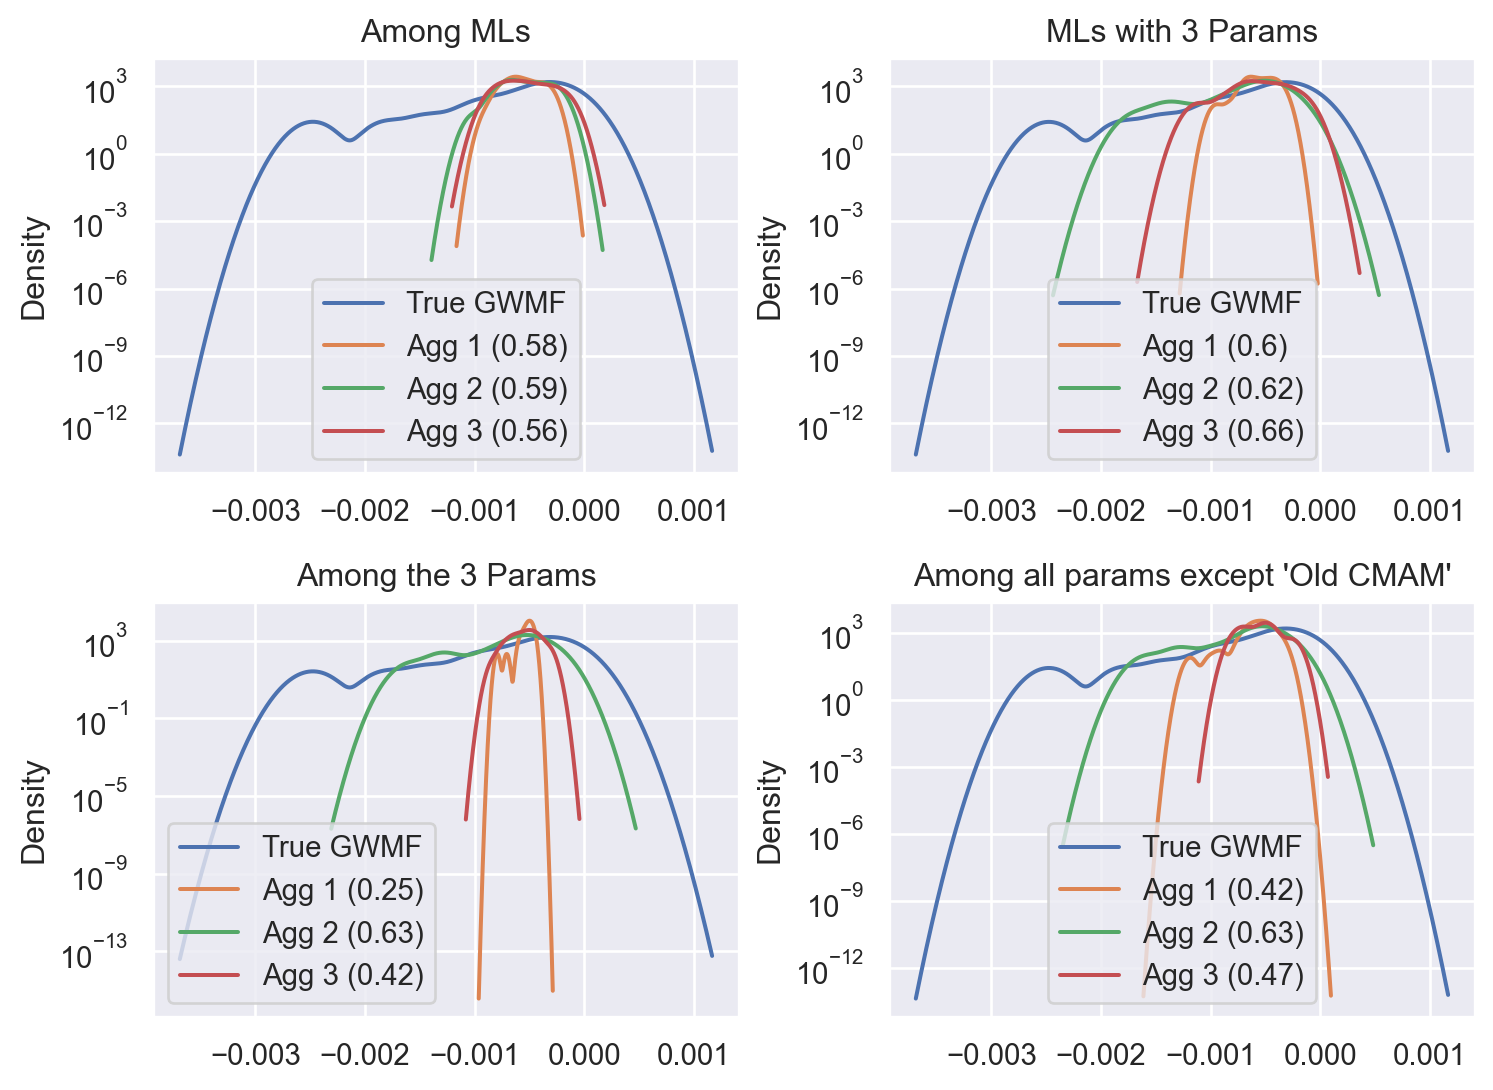 Among MLs
Density
10^3
10^0
10^−3
10^−6
10^−9
10^−12
True GWMF
Agg 1 (0.58)
Agg 2 (0.59)
Agg 3 (0.56)
−0.003 −0.002 −0.001 0.000 0.001
MLs with 3 Params
Density
10^3
10^0
10^−3
10^−6
10^−9
10^−12
True GWMF
Agg 1 (0.6)
Agg 2 (0.62)
Agg 3 (0.66)
−0.003 −0.002 −0.001 0.000 0.001
Among the 3 Params
Density
10^3
10^−1
10^−5
10^−9
10^−13
True GWMF
Agg 1 (0.25)
Agg 2 (0.63)
Agg 3 (0.42)
−0.003 −0.002 −0.001 0.000 0.001
Among all params except 'Old CMAM'
Density
10^3
10^0
10^−3
10^−6
10^−9
10^−12
True GWMF
Agg 1 (0.42)
Agg 2 (0.63)
Agg 3 (0.47)
−0.003 −0.002 −0.001 0.000 0.001